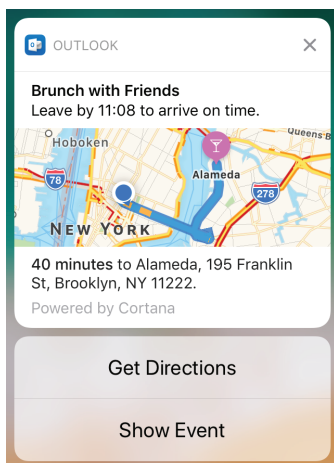 OUTLOOK
Brunch with Friends
Leave by 11:08 to arrive on time.
Queens B
Hoboken
Alameda
78
278
NEW YORK
40 minutes to Alameda, 195 Franklin
St, Brooklyn, NY 11222.
Powered by Cortana
Get Directions
Show Event